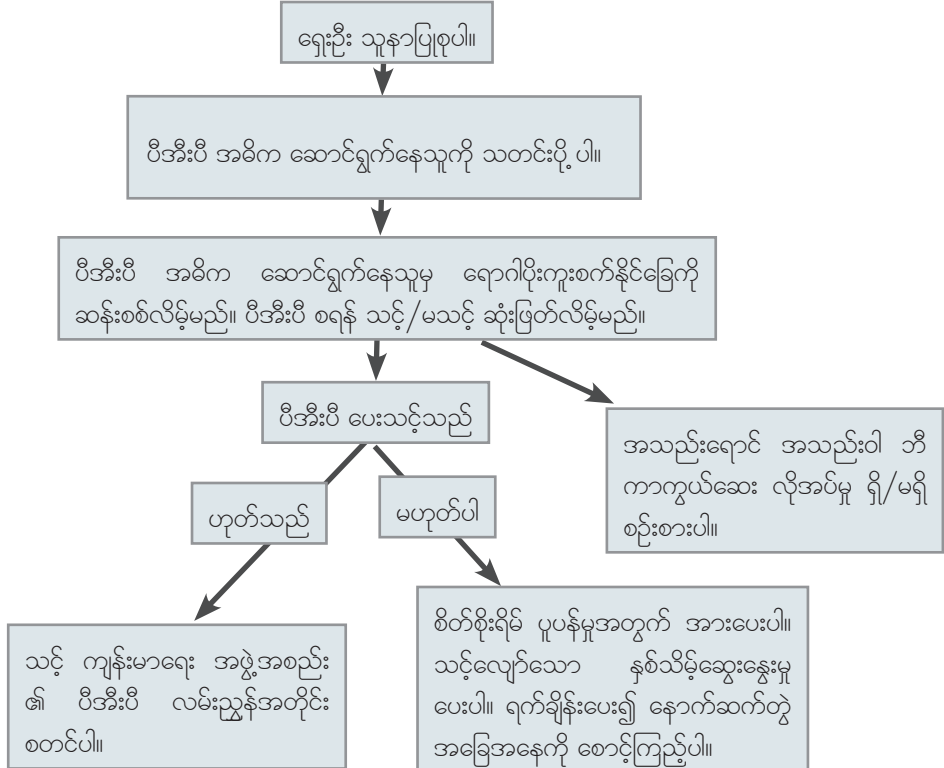 ရှေးဦး သူနာပြုစုပါ။
ပီအီးပီ အဓိက ဆောင်ရွက်နေသူကို သတင်းပို့ ပါ။
ပီအီးပီ အဓိက ဆောင်ရွက်နေသူမှ ရောဂါပိုးကူးစက်နိုင်ခြေကို
ဆန်းစစ်လိမ့်မည်။ ပီအီးပီ စရန် သင့်/မသင့် ဆုံးဖြတ်လိမ့်မည်။
ပီအီးပီ ပေးသင့်သည်
အသည်းရောင် အသည်းဝါ ဘီ
ကာကွယ်ဆေး လိုအပ်မှု ရှိ/မရှိ
စဉ်းစားပါ။
ဟုတ်သည်
မဟုတ်ပါ
သင့် ကျန်းမာရေး အဖွဲ့အစည်း
၏ ပီအီးပီ လမ်းညွှန်အတိုင်း
စတင်ပါ။
စိတ်စိုးရိမ် ပူပန်မှုအတွက် အားပေးပါ။
သင့်လျော်သော နှစ်သိမ့်ဆွေးနွေးမှု
ပေးပါ။ ရက်ချိန်းပေး၍ နောက်ဆက်တွဲ
အခြေအနေကို စောင့်ကြည့်ပါ။